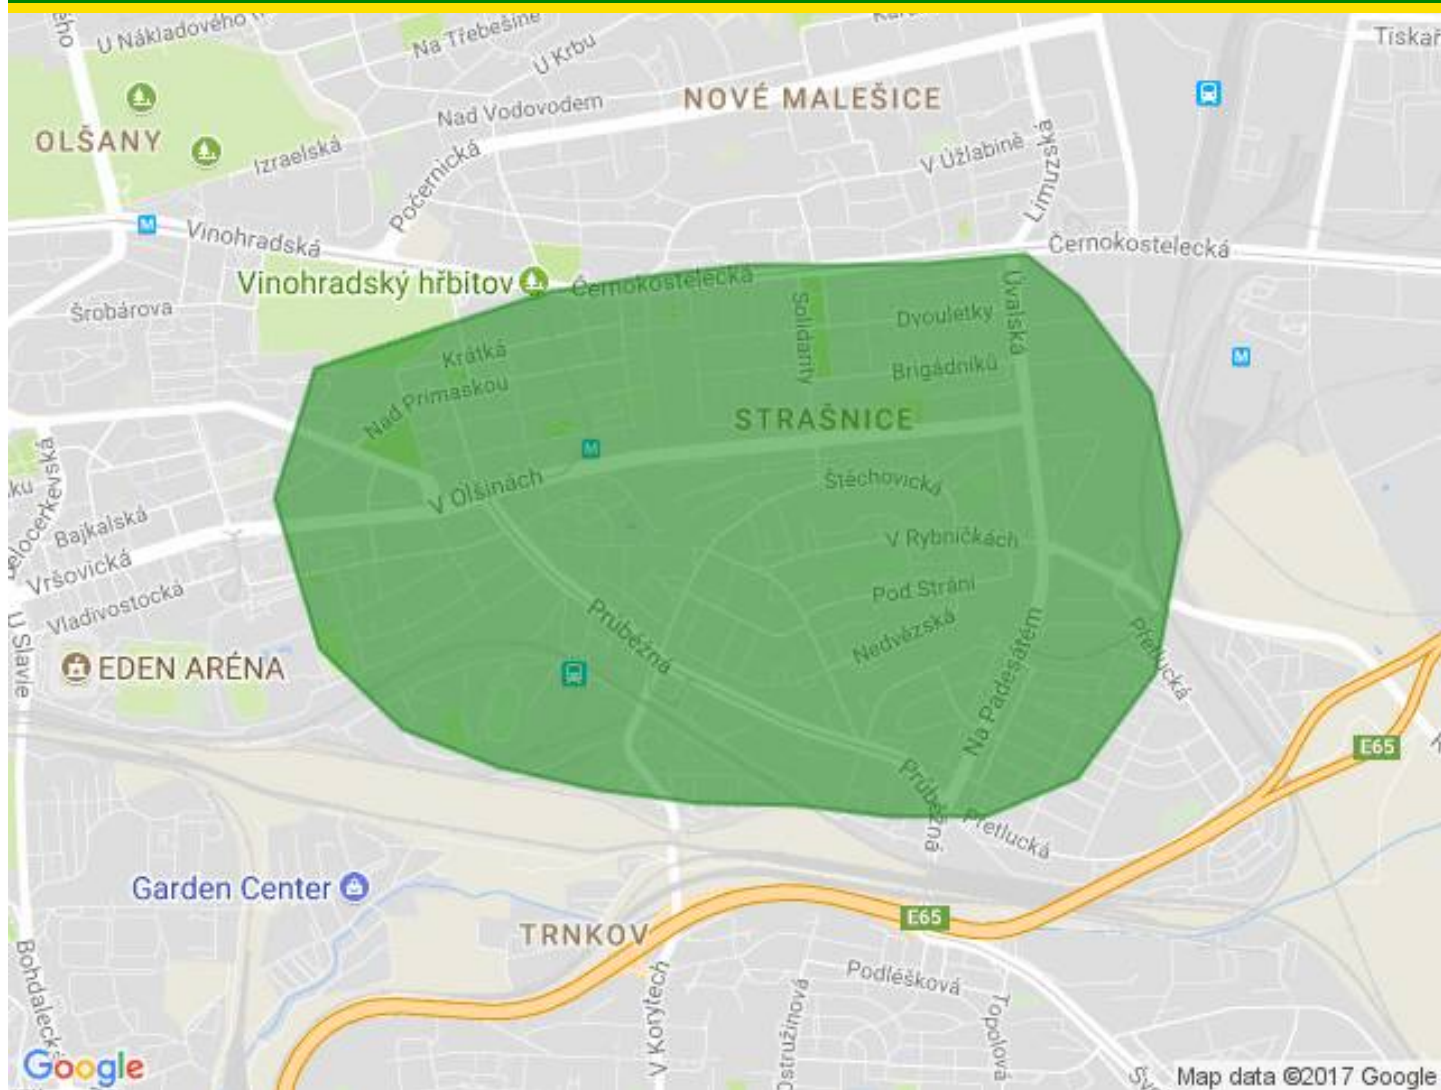 U Nákladového
Na Třebešíně
U Krbu
Tiskař
Nad Vodovodem
NOVÉ MALEŠICE
OLŠANY
Izraelská
Počernická
V Úžlabině
Limuzská
Vinohradská
Černokostelecká
Vinohradský hřbitov
Černokostelecká
Šrobárova
Solidarity
Dvouletky
Úvalská
Krátká
Brigádníků
Nad Primaskou
STRAŠNICE
V Olšinách
Štěchovická
Bajkalská
V Rybníčkách
Vršovická
Pod Strání
Vladivostocká
Průběžná
Nedvězská
Na Padesátém
Přetlucká
U Slavie
EDEN ARÉNA
E65
Průběžná
Přetlucká
Garden Center
E65
TRNKOV
Podléšková
V Korytech
Topolová
Google
Map data ©2017 Google